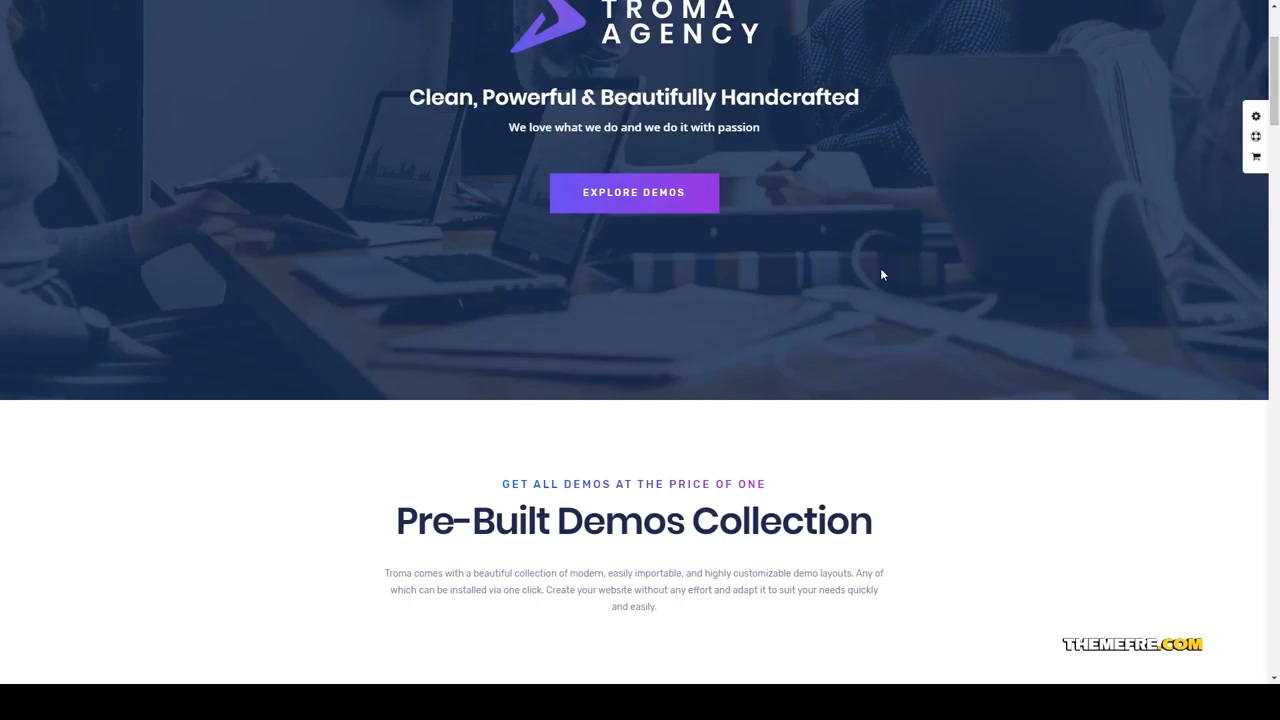 TROMA
AGENCY
Clean, Powerful & Beautifully Handcrafted
We love what we do and we do it with passion
EXPLORE DEMOS
GET ALL DEMOS AT THE PRICE OF ONE
Pre-Built Demos Collection
Troma comes with a beautiful collection of modern, easily importable, and highly customizable demo layouts. Any of
which can be installed via one click. Create your website without any effort and adapt it to suit your needs quickly
and easily.
THEMEFRE.COM